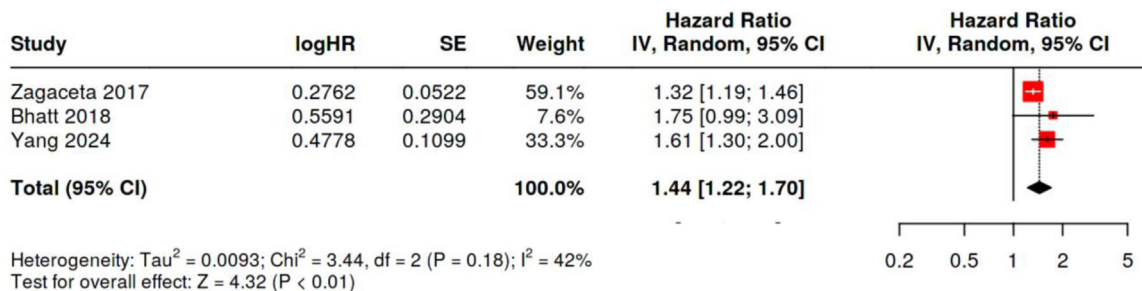 Hazard Ratio Hazard Ratio
Study logHR SE Weight IV, Random, 95% CI IV, Random, 95% CI
Zagaceta 2017 0.2762 0.0522 59.1% 1.32 [1.19; 1.46]
Bhatt 2018 0.5591 0.2904 7.6% 1.75 [0.99; 3.09]
Yang 2024 0.4778 0.1099 33.3% 1.61 [1.30; 2.00]
Total (95% CI) 100.0% 1.44 [1.22; 1.70]
Heterogeneity: Tau² = 0.0093; Chi² = 3.44, df = 2 (P = 0.18); I² = 42%
0.2 0.5 1 2 5
Test for overall effect: Z = 4.32 (P < 0.01)